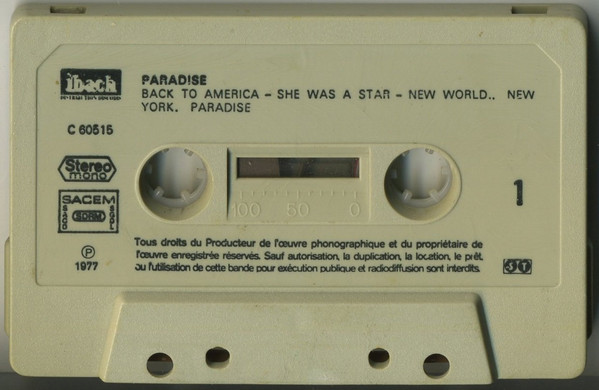 ibach
PARADISE
BACK TO AMERICA - SHE WAS A STAR - NEW WORLD.. NEW
YORK. PARADISE
C 60515
Stereo
mono
SACEM
SACD SDRM SGDL
℗
1977
100 50 0
1
Tous droits du Producteur de l'œuvre phonographique et du propriétaire de
l'œuvre enregistrée réservés. Sauf autorisation, la duplication, la location, le prêt,
ou l'utilisation de cette bande pour exécution publique et radiodiffusion sont interdits.